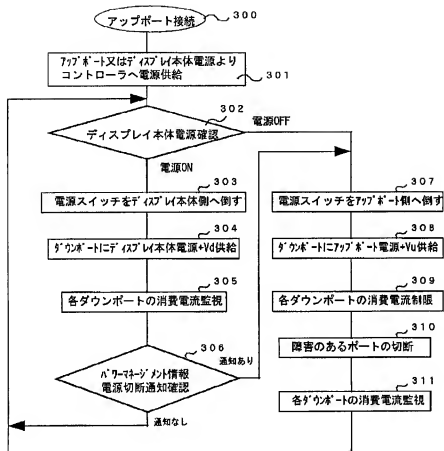 アップポート接続
300
アップポート又はディスプレイ本体電源より
コントローラへ電源供給
301
302
ディスプレイ本体電源確認
電源OFF
電源ON
303
電源スイッチをディスプレイ本体側へ倒す
304
ダウンポートにディスプレイ本体電源+Vd供給
305
各ダウンポートの消費電流監視
306
パワーマネージメント情報
電源切断通知確認
通知あり
通知なし
307
電源スイッチをアップポート側へ倒す
308
ダウンポートにアップポート電源+Vu供給
309
各ダウンポートの消費電流制限
310
障害のあるポートの切断
311
各ダウンポートの消費電流監視